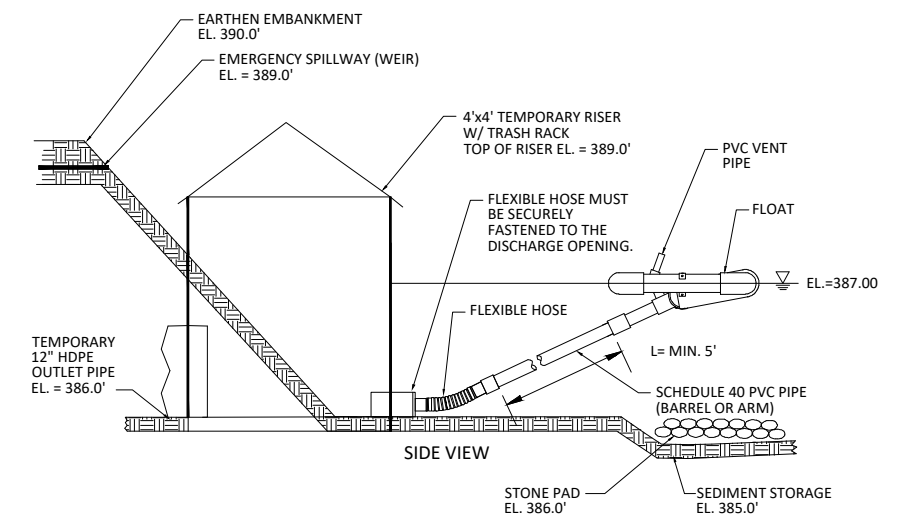 EARTHEN EMBANKMENT
EL. 390.0'
EMERGENCY SPILLWAY (WEIR)
EL. = 389.0'
4'x4' TEMPORARY RISER
W/ TRASH RACK
TOP OF RISER EL. = 389.0'
PVC VENT
PIPE
FLEXIBLE HOSE MUST
BE SECURELY
FASTENED TO THE
DISCHARGE OPENING.
FLOAT
EL.=387.00
FLEXIBLE HOSE
TEMPORARY
12" HDPE
OUTLET PIPE
EL. = 386.0'
L= MIN. 5'
SCHEDULE 40 PVC PIPE
(BARREL OR ARM)
SIDE VIEW
STONE PAD
EL. 386.0'
SEDIMENT STORAGE
EL. 385.0'